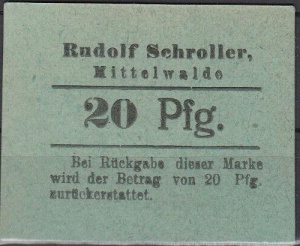 Rudolf Schroller,
Mittelwalde
20 Pfg.
Bei Rückgabe dieser Marke
wird der Betrag von 20 Pfg.
zurückerstattet.